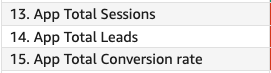 13. App Total Sessions
14. App Total Leads
15. App Total Conversion rate